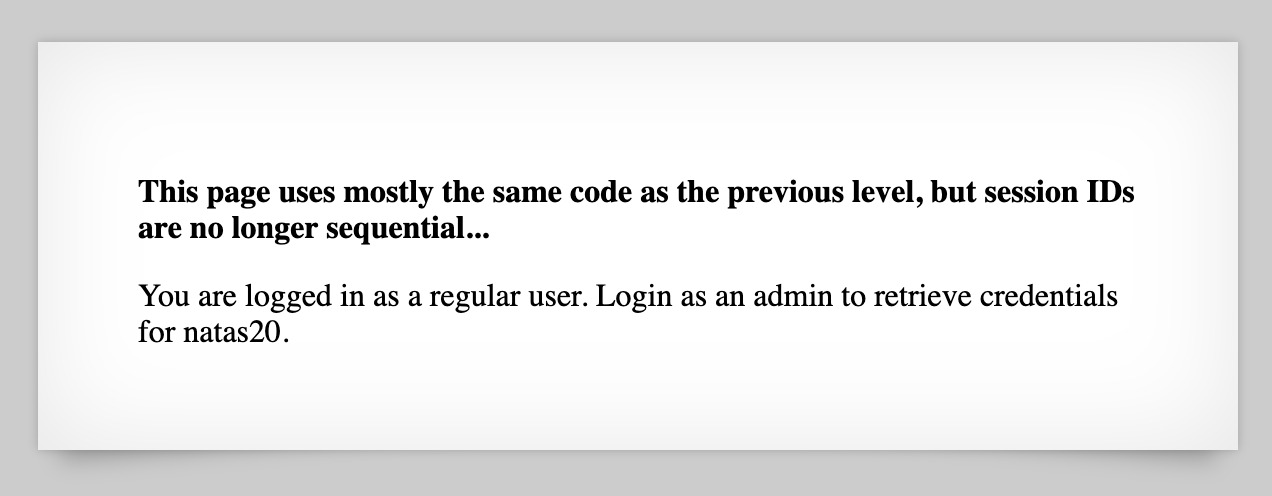 This page uses mostly the same code as the previous level, but session IDs
are no longer sequential...
You are logged in as a regular user. Login as an admin to retrieve credentials
for natas20.